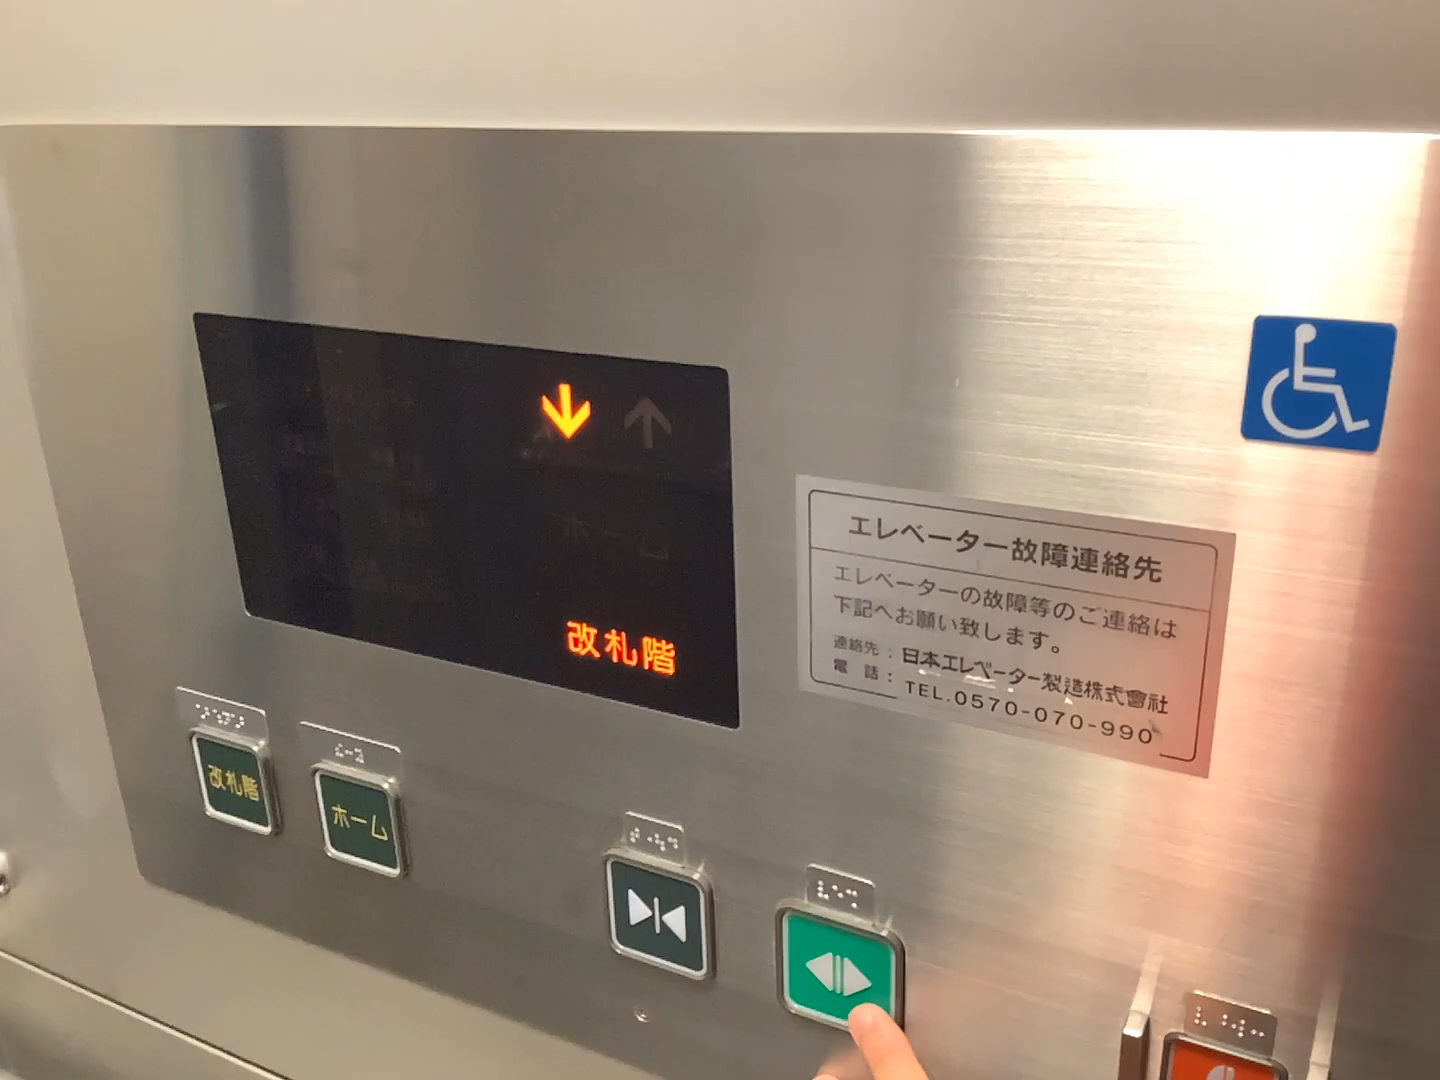 ホーム
改札階
エレベーター故障連絡先
エレベーターの故障等のご連絡は
下記へお願い致します。
連絡先：日本エレベーター製造株式會社
電　話：TEL.0570-070-990
改札階
ホーム